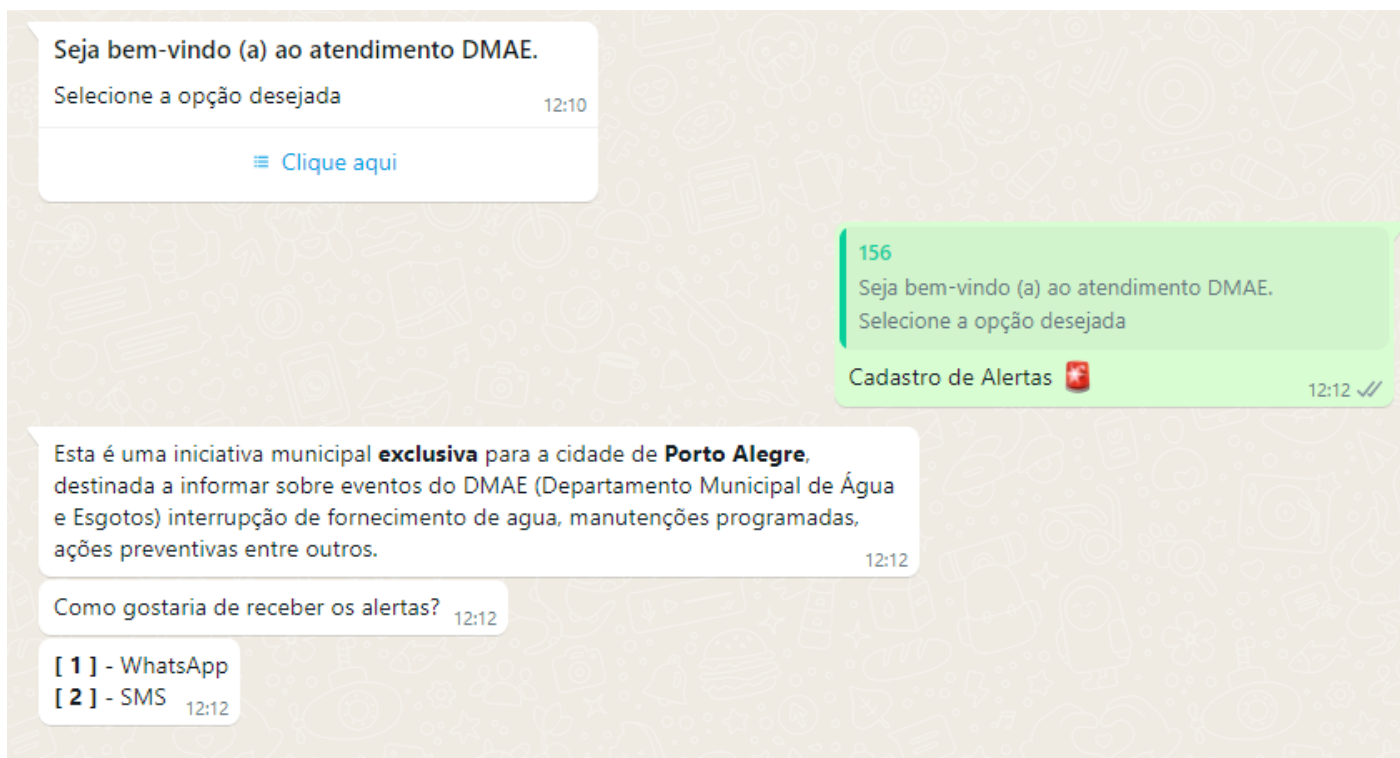 Seja bem-vindo (a) ao atendimento DMAE.
Selecione a opção desejada
12:10
Clique aqui
156
Seja bem-vindo (a) ao atendimento DMAE.
Selecione a opção desejada
Cadastro de Alertas 🚨
12:12
Esta é uma iniciativa municipal exclusiva para a cidade de Porto Alegre,
destinada a informar sobre eventos do DMAE (Departamento Municipal de Água
e Esgotos) interrupção de fornecimento de agua, manutenções programadas,
ações preventivas entre outros.
12:12
Como gostaria de receber os alertas? 12:12
[ 1 ] - WhatsApp
[ 2 ] - SMS 12:12